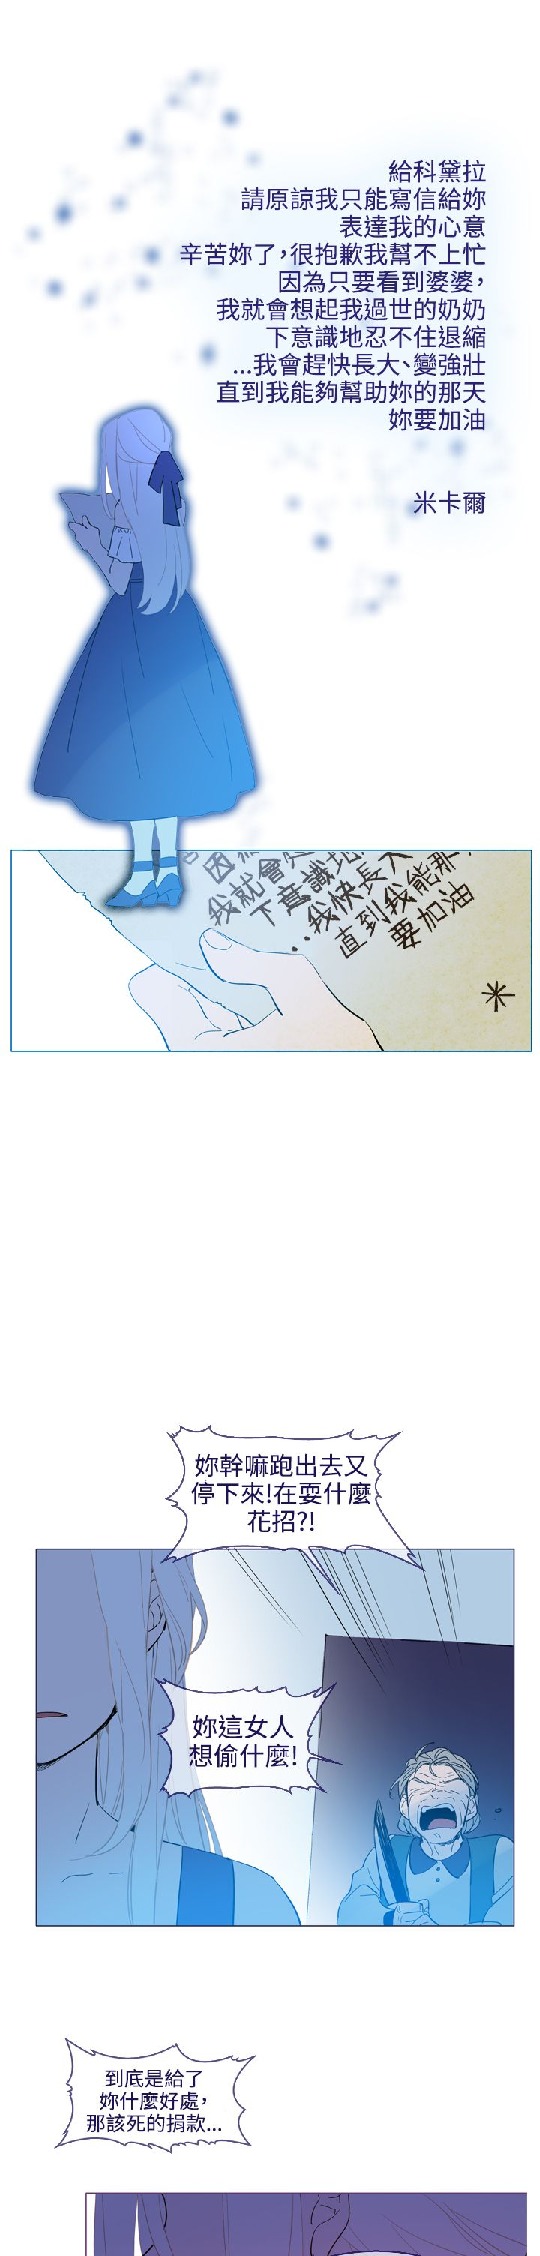 給科黛拉
請原諒我只能寫信給妳
表達我的心意
辛苦妳了，很抱歉我幫不上忙
因為只要看到婆婆，
我就會想起我過世的奶奶
下意識地忍不住退縮
...我會趕快長大、變強壯
直到我能夠幫助妳的那天
妳要加油
米卡爾
因為
我就會想
下意識地
..我快長大
直到我能那
要加油
妳幹嘛跑出去又
停下來!在耍什麼
花招?!
妳這女人
想偷什麼!
到底是給了
妳什麼好處，
那該死的捐款...